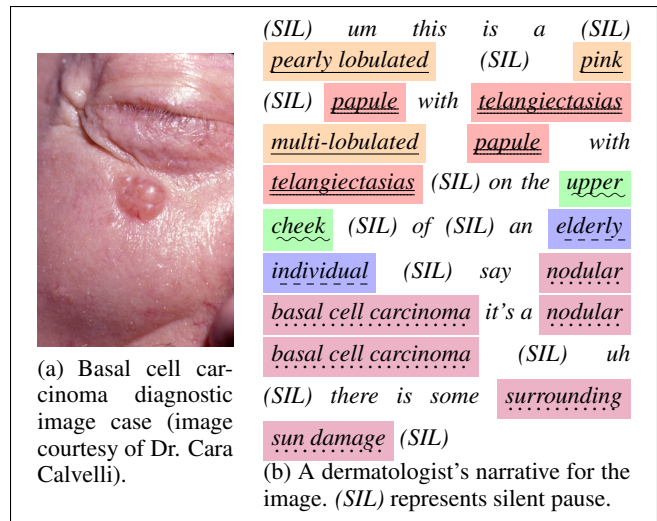 (SIL) um this is a (SIL)
pearly lobulated (SIL) pink
(SIL) papule with telangiectasias
multi-lobulated papule with
telangiectasias (SIL) on the upper
cheek (SIL) of (SIL) an elderly
individual (SIL) say nodular
basal cell carcinoma it's a nodular
basal cell carcinoma (SIL) uh
(SIL) there is some surrounding
sun damage (SIL)
(a) Basal cell car-
cinoma diagnostic
image case (image
courtesy of Dr. Cara
Calvelli).
(b) A dermatologist's narrative for the
image. (SIL) represents silent pause.